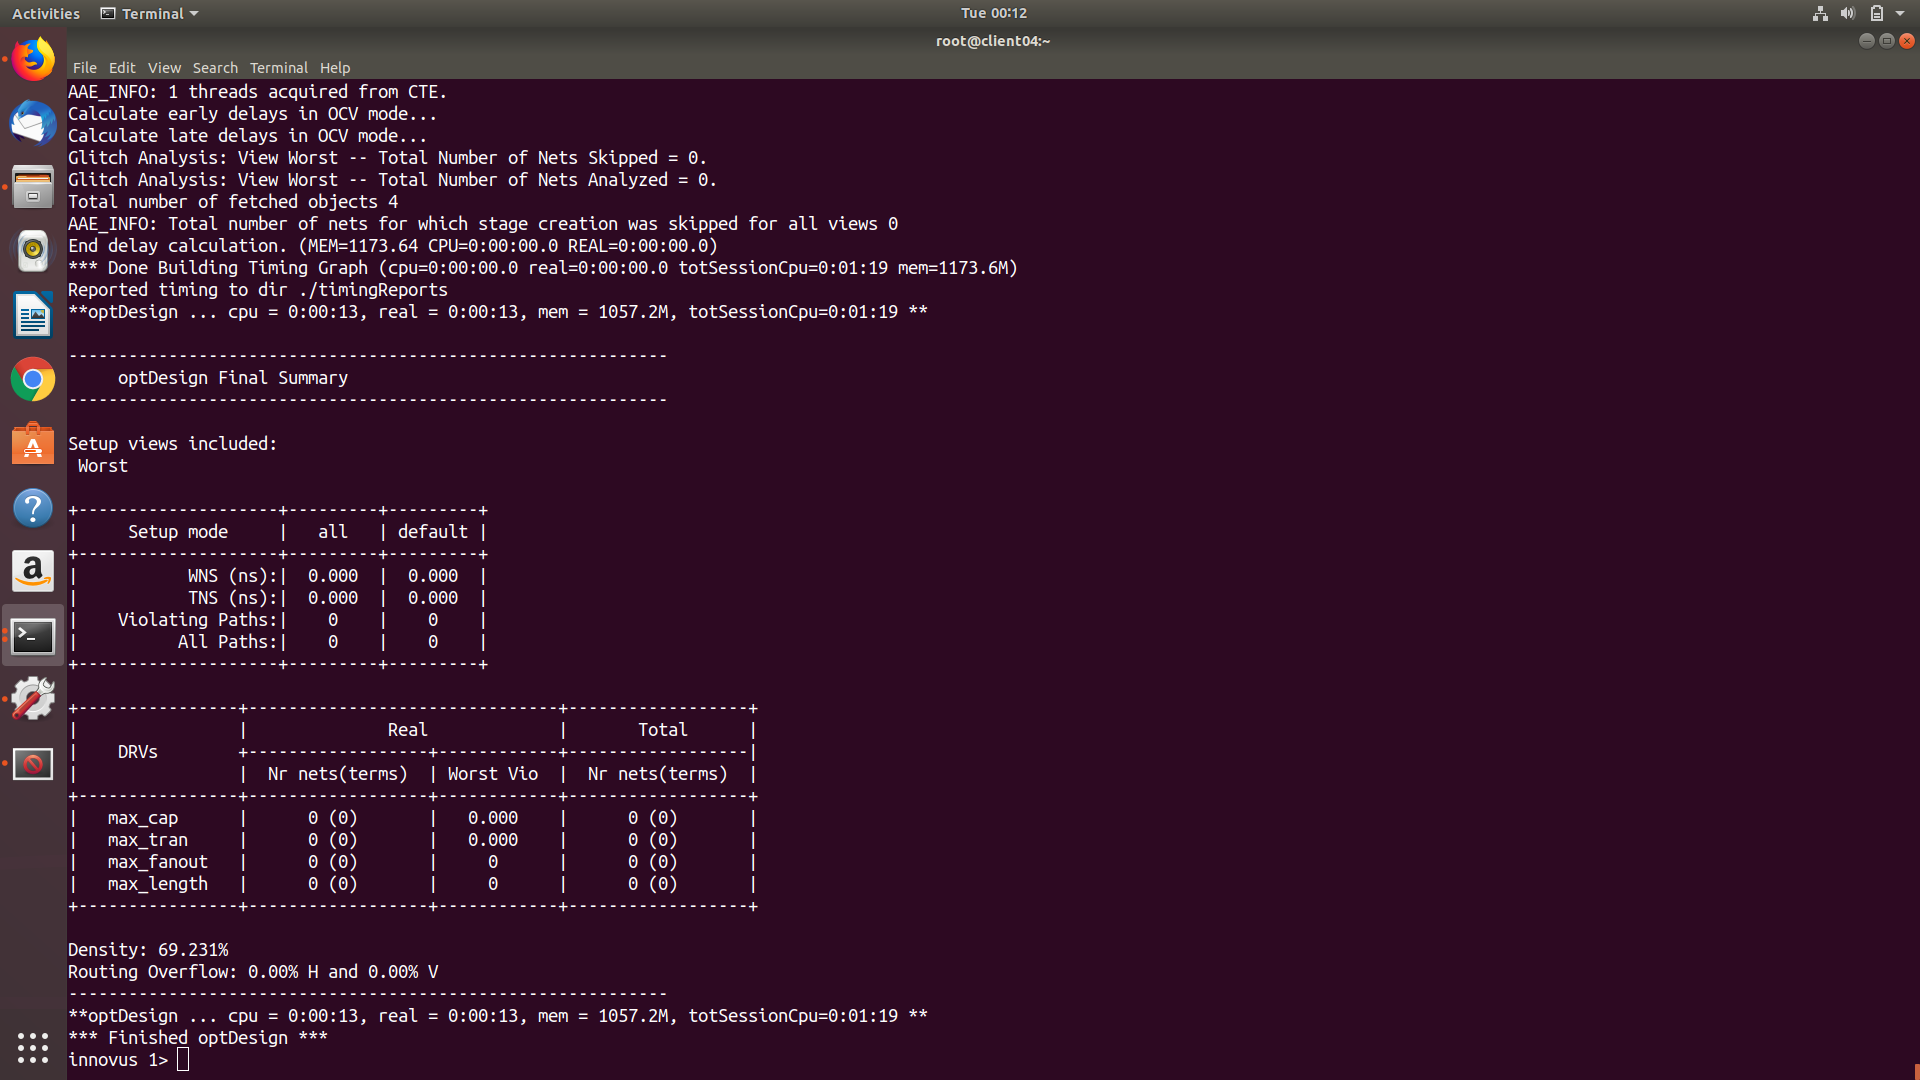 Activities Terminal Tue 00:12
root@client04:~
File Edit View Search Terminal Help
AAE_INFO: 1 threads acquired from CTE.
Calculate early delays in OCV mode...
Calculate late delays in OCV mode...
Glitch Analysis: View Worst -- Total Number of Nets Skipped = 0.
Glitch Analysis: View Worst -- Total Number of Nets Analyzed = 0.
Total number of fetched objects 4
AAE_INFO: Total number of nets for which stage creation was skipped for all views 0
End delay calculation. (MEM=1173.64 CPU=0:00:00.0 REAL=0:00:00.0)
*** Done Building Timing Graph (cpu=0:00:00.0 real=0:00:00.0 totSessionCpu=0:01:19 mem=1173.6M)
Reported timing to dir ./timingReports
**optDesign ... cpu = 0:00:13, real = 0:00:13, mem = 1057.2M, totSessionCpu=0:01:19 **
------------------------------------------------------------
     optDesign Final Summary
------------------------------------------------------------
Setup views included:
 Worst
+--------------------+---------+---------+
|     Setup mode     |   all   | default |
+--------------------+---------+---------+
|           WNS (ns):|  0.000  |  0.000  |
|           TNS (ns):|  0.000  |  0.000  |
|    Violating Paths:|    0    |    0    |
|          All Paths:|    0    |    0    |
+--------------------+---------+---------+
+----------------+-------------------------------+------------------+
|                |              Real             |       Total      |
|    DRVs        +------------------+------------+------------------|
|                |  Nr nets(terms)  | Worst Vio  |  Nr nets(terms)  |
+----------------+------------------+------------+------------------+
|   max_cap      |      0 (0)       |   0.000    |      0 (0)       |
|   max_tran     |      0 (0)       |   0.000    |      0 (0)       |
|   max_fanout   |      0 (0)       |     0      |      0 (0)       |
|   max_length   |      0 (0)       |     0      |      0 (0)       |
+----------------+------------------+------------+------------------+
Density: 69.231%
Routing Overflow: 0.00% H and 0.00% V
------------------------------------------------------------
**optDesign ... cpu = 0:00:13, real = 0:00:13, mem = 1057.2M, totSessionCpu=0:01:19 **
*** Finished optDesign ***
innovus 1>